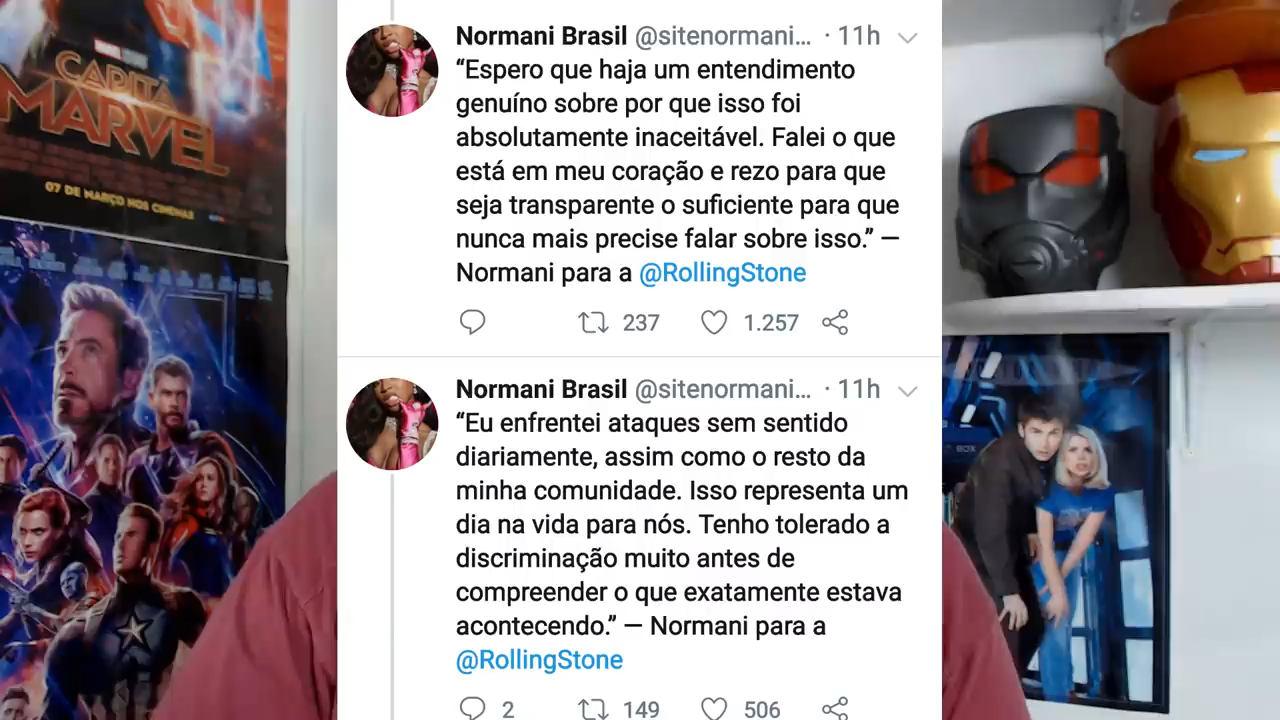 MARVEL STUDIOS
CAPITÃ
MARVEL
07 DE MARÇO NOS CINEMAS
Normani Brasil @sitenormani... · 11h
“Espero que haja um entendimento
genuíno sobre por que isso foi
absolutamente inaceitável. Falei o que
está em meu coração e rezo para que
seja transparente o suficiente para que
nunca mais precise falar sobre isso.” —
Normani para a @RollingStone
237 1.257
Normani Brasil @sitenormani... · 11h
“Eu enfrentei ataques sem sentido
diariamente, assim como o resto da
minha comunidade. Isso representa um
dia na vida para nós. Tenho tolerado a
discriminação muito antes de
compreender o que exatamente estava
acontecendo.” — Normani para a
@RollingStone
2 149 506
BOX